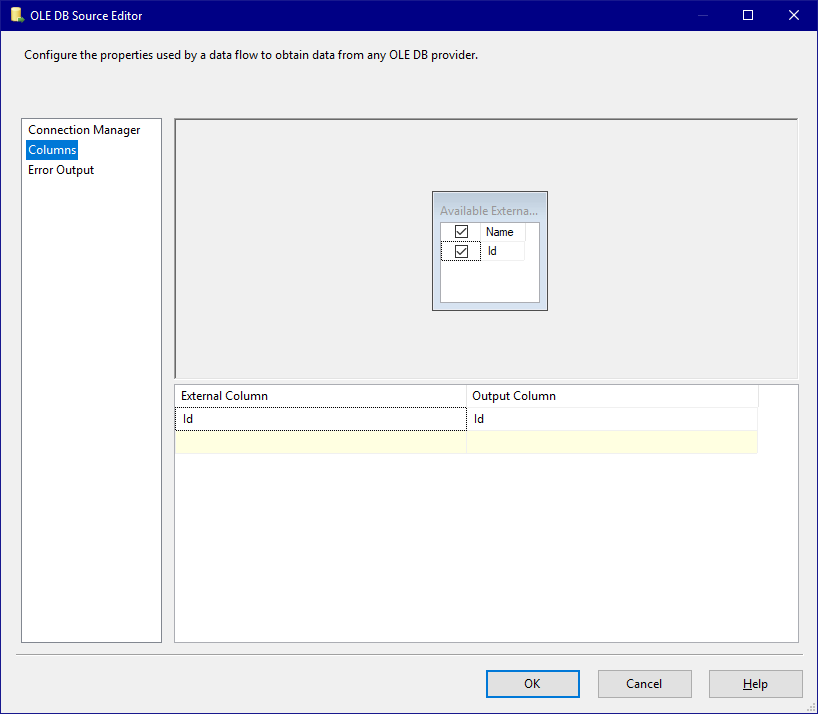 OLE DB Source Editor
Configure the properties used by a data flow to obtain data from any OLE DB provider.
Connection Manager
Columns
Error Output
Available Externa...
Name
Id
External Column Output Column
Id Id
OK Cancel Help